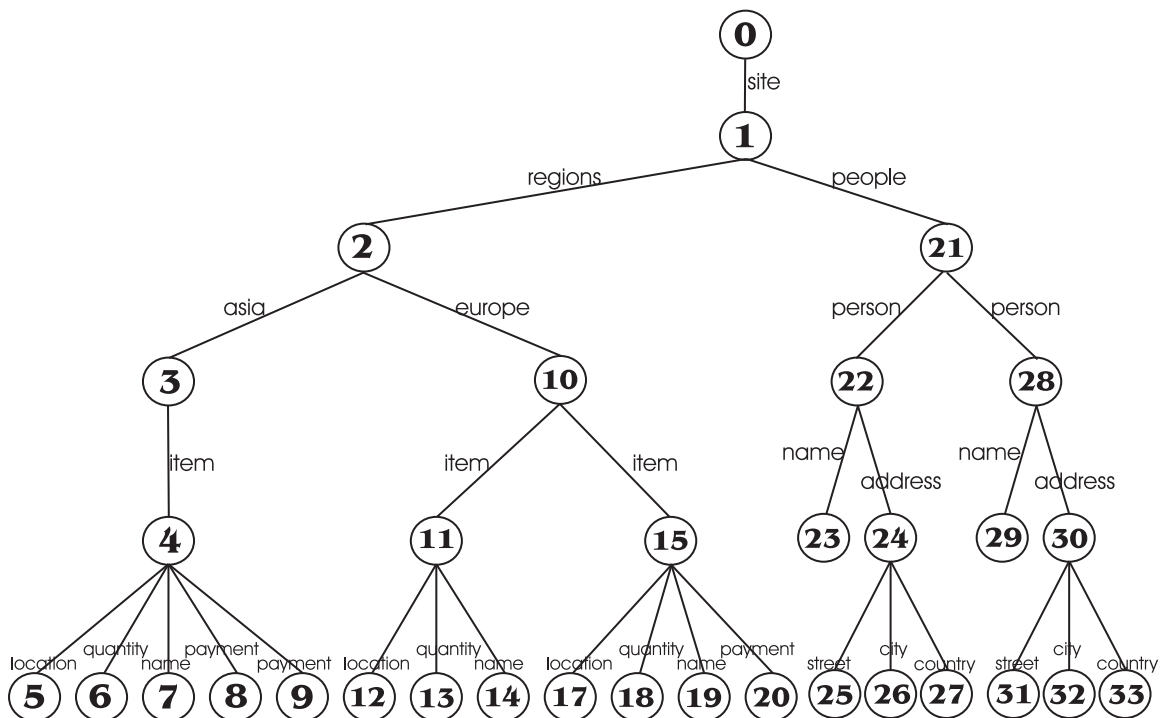 0
site
1
regions people
2 21
asia europe person person
3 10 22 28
item item item name address name address
4 11 15 23 24 29 30
location quantity name payment payment location quantity name location quantity name payment street city country street city country
5 6 7 8 9 12 13 14 17 18 19 20 25 26 27 31 32 33